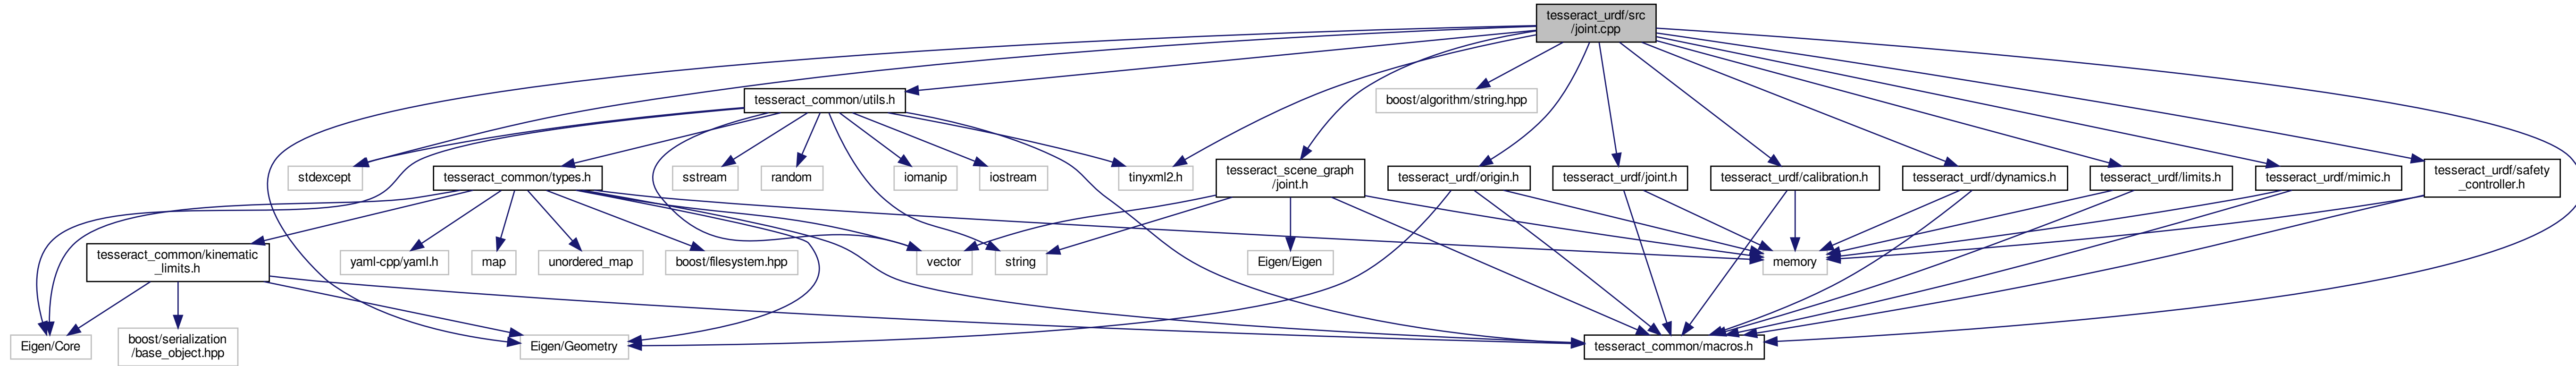 tesseract_urdf/src
/joint.cpp
tesseract_common/utils.h
boost/algorithm/string.hpp
stdexcept
tesseract_common/types.h
sstream
random
iomanip
iostream
tinyxml2.h
tesseract_scene_graph
/joint.h
tesseract_urdf/origin.h
tesseract_urdf/joint.h
tesseract_urdf/calibration.h
tesseract_urdf/dynamics.h
tesseract_urdf/limits.h
tesseract_urdf/mimic.h
tesseract_urdf/safety
_controller.h
tesseract_common/kinematic
_limits.h
yaml-cpp/yaml.h
map
unordered_map
boost/filesystem.hpp
vector
string
Eigen/Eigen
memory
Eigen/Core
boost/serialization
/base_object.hpp
Eigen/Geometry
tesseract_common/macros.h